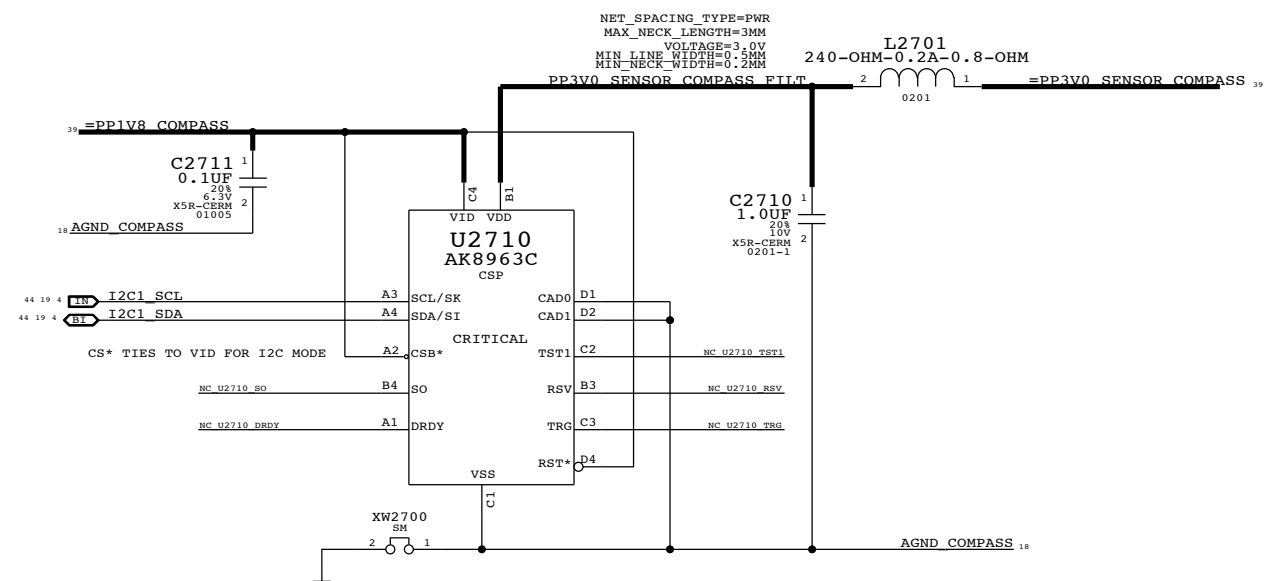 NET_SPACING_TYPE=PWR
MAX_NECK_LENGTH=3MM
VOLTAGE=3.0V
MIN_LINE_WIDTH=0.5MM
MIN_NECK_WIDTH=0.2MM
L2701
240-OHM-0.2A-0.8-OHM
PP3V0_SENSOR_COMPASS_FILT
2
1
=PP3V0_SENSOR_COMPASS 39
0201
39 =PP1V8_COMPASS
C2711
1
0.1UF
20%
6.3V
X5R-CERM
2
01005
18 AGND_COMPASS
C4
B1
VID VDD
U2710
AK8963C
CSP
C2710
1
1.0UF
20%
10V
X5R-CERM
2
0201-1
44 19 4 IN I2C1_SCL
A3 SCL/SK
CAD0 D1
44 19 4 BI I2C1_SDA
A4 SDA/SI
CAD1 D2
CRITICAL
CS* TIES TO VID FOR I2C MODE
A2 CSB*
TST1 C2
NC_U2710_TST1
NC_U2710_SO
B4 SO
RSV B3
NC_U2710_RSV
NC_U2710_DRDY
A1 DRDY
TRG C3
NC_U2710_TRG
RST* D4
VSS
C1
XW2700
SM
2
1
AGND_COMPASS 18